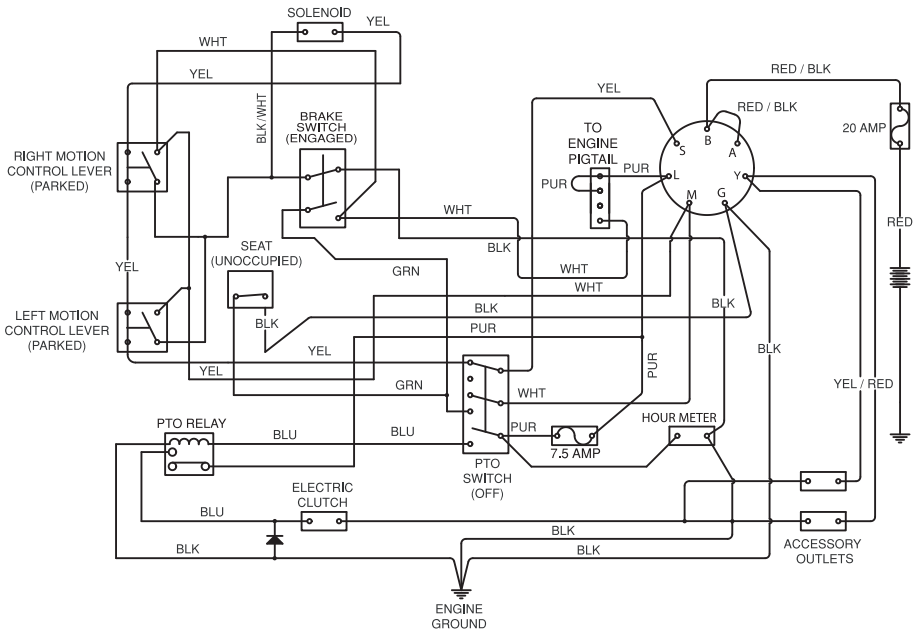 SOLENOID
YEL
WHT
YEL
RED / BLK
YEL
BLK /WHT
BRAKE
SWITCH
(ENGAGED)
RED / BLK
TO
ENGINE
PIGTAIL
20 AMP
B
S
A
RIGHT MOTION
CONTROL LEVER
(PARKED)
PUR
PUR
L
Y
M
G
WHT
RED
SEAT
(UNOCCUPIED)
BLK
YEL
GRN
WHT
WHT
BLK
BLK
LEFT MOTION
CONTROL LEVER
(PARKED)
BLK
PUR
BLK
YEL
PUR
YEL
GRN
WHT
YEL / RED
HOUR METER
PTO RELAY
BLU
BLU
PUR
7.5 AMP
PTO
SWITCH
(OFF)
ELECTRIC
CLUTCH
BLU
BLK
BLK
BLK
ACCESSORY
OUTLETS
ENGINE
GROUND